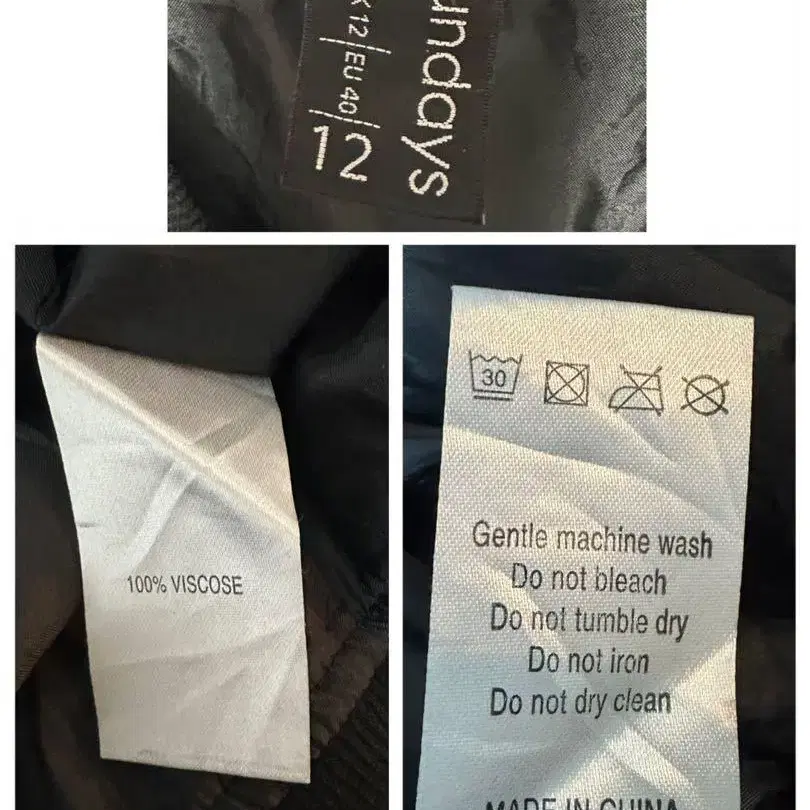 undays
12 | EU 40 |
12
100% VISCOSE
30
Gentle machine wash
Do not bleach
Do not tumble dry
Do not iron
Do not dry clean
MADE IN CHINA